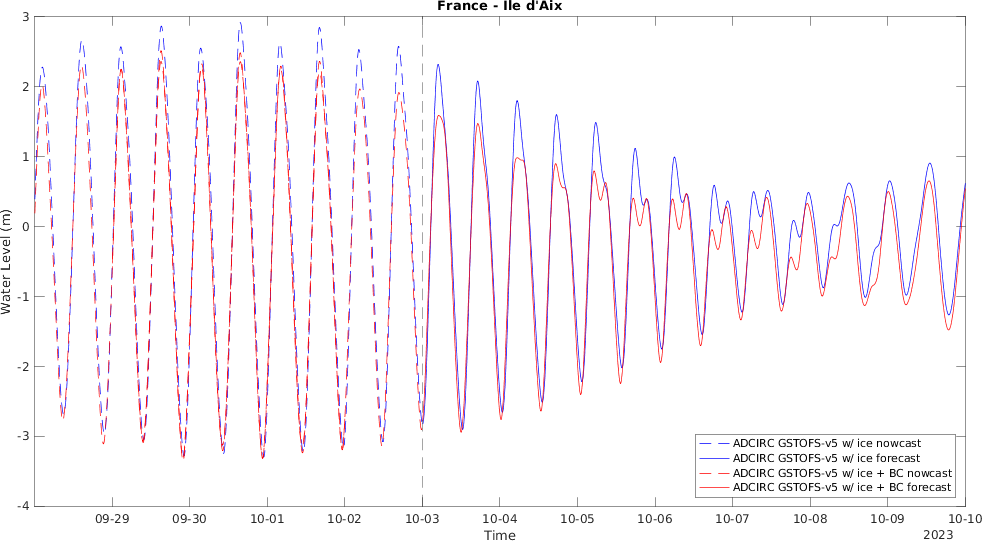 France - Ile d'Aix
3
2
1
0
-1
-2
-3
-4
Water Level (m)
ADCIRC GSTOFS-v5 w/ ice nowcast
ADCIRC GSTOFS-v5 w/ ice forecast
ADCIRC GSTOFS-v5 w/ ice + BC nowcast
ADCIRC GSTOFS-v5 w/ ice + BC forecast
09-29 09-30 10-01 10-02 10-03 10-04 10-05 10-06 10-07 10-08 10-09 10-10
Time
2023